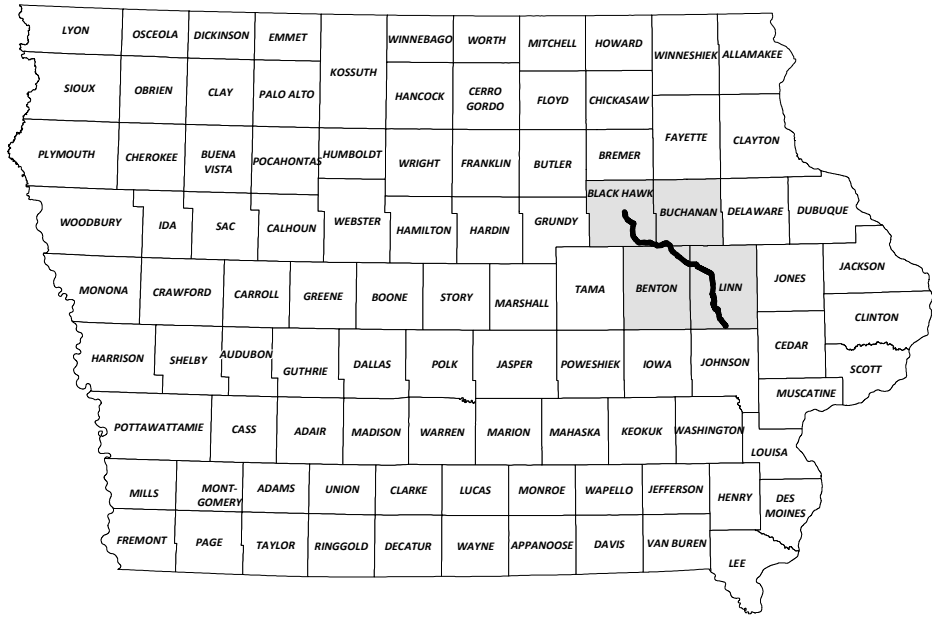 LYON
OSCEOLA
DICKINSON
EMMET
KOSSUTH
WINNEBAGO
WORTH
MITCHELL
HOWARD
WINNESHIEK
ALLAMAKEE
SIOUX
OBRIEN
CLAY
PALO ALTO
HANCOCK
CERRO
GORDO
FLOYD
CHICKASAW
FAYETTE
CLAYTON
PLYMOUTH
CHEROKEE
BUENA
VISTA
POCAHONTAS
HUMBOLDT
WRIGHT
FRANKLIN
BUTLER
BREMER
WOODBURY
IDA
SAC
CALHOUN
WEBSTER
HAMILTON
HARDIN
GRUNDY
BLACK HAWK
BUCHANAN
DELAWARE
DUBUQUE
MONONA
CRAWFORD
CARROLL
GREENE
BOONE
STORY
MARSHALL
TAMA
BENTON
LINN
JONES
JACKSON
CLINTON
HARRISON
SHELBY
AUDUBON
GUTHRIE
DALLAS
POLK
JASPER
POWESHIEK
IOWA
JOHNSON
CEDAR
SCOTT
MUSCATINE
POTTAWATTAMIE
CASS
ADAIR
MADISON
WARREN
MARION
MAHASKA
KEOKUK
WASHINGTON
LOUISA
MILLS
MONT-
GOMERY
ADAMS
UNION
CLARKE
LUCAS
MONROE
WAPELLO
JEFFERSON
HENRY
DES
MOINES
FREMONT
PAGE
TAYLOR
RINGGOLD
DECATUR
WAYNE
APPANOOSE
DAVIS
VAN BUREN
LEE